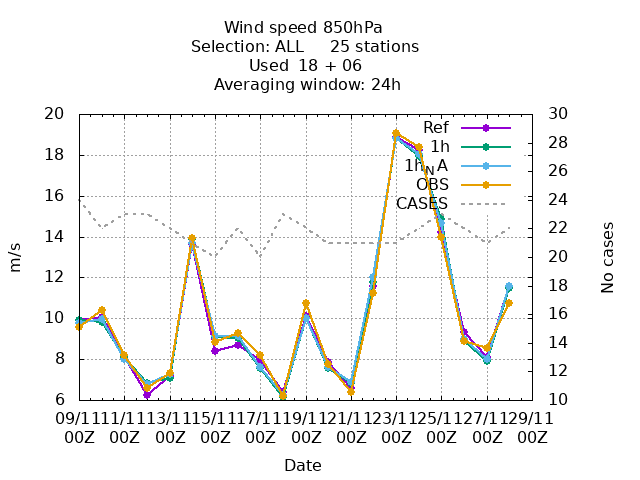 Wind speed 850hPa
Selection: ALL     25 stations
Used  18 + 06
Averaging window: 24h
m/s
No cases
20
18
16
14
12
10
8
6
30
28
26
24
22
20
18
16
14
12
10
Ref
1h
1h_N A
OBS
CASES
09/11 11/11 13/11 15/11 17/11 19/11 21/11 23/11 25/11 27/11 29/11
00Z 00Z 00Z 00Z 00Z 00Z 00Z 00Z 00Z 00Z 00Z
Date